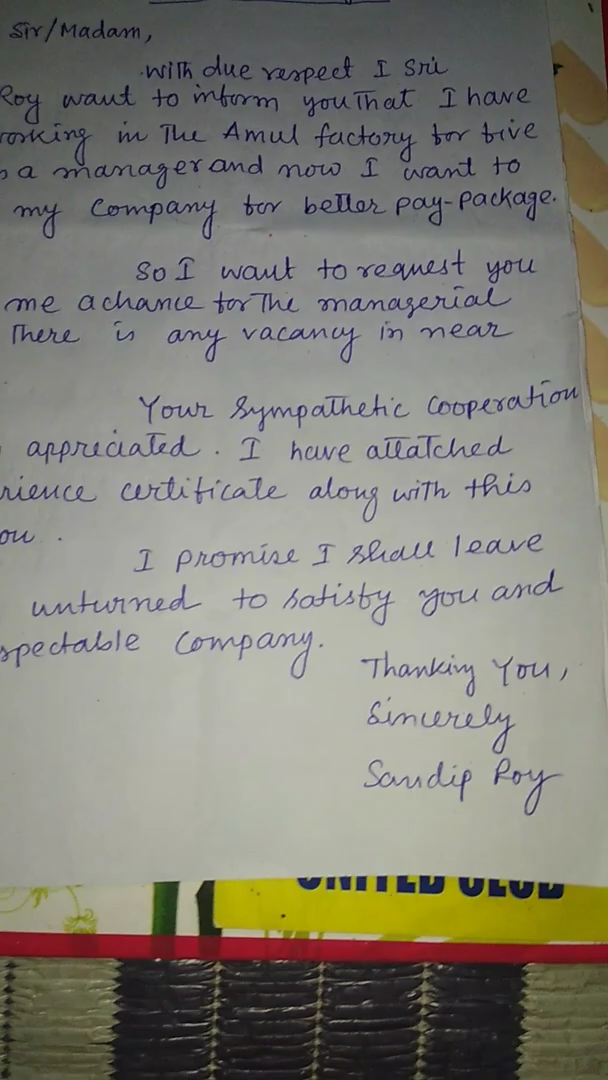 Sir/Madam,
With due respect I Sri
Roy want to inform you That I have
orking in The Amul factory for five
a manager and now I want to
my Company for better pay-package.
So I want to request you
me a chance for The managerial
There is any vacancy in near
Your Sympathetic Cooperation
appreciated. I have attatched
rience certificate along with this
ou.
I promise I shall leave
unturned to satisfy you and
spectable Company.
Thanking You,
Sincerely
Sandip Roy
UNITED CLUB